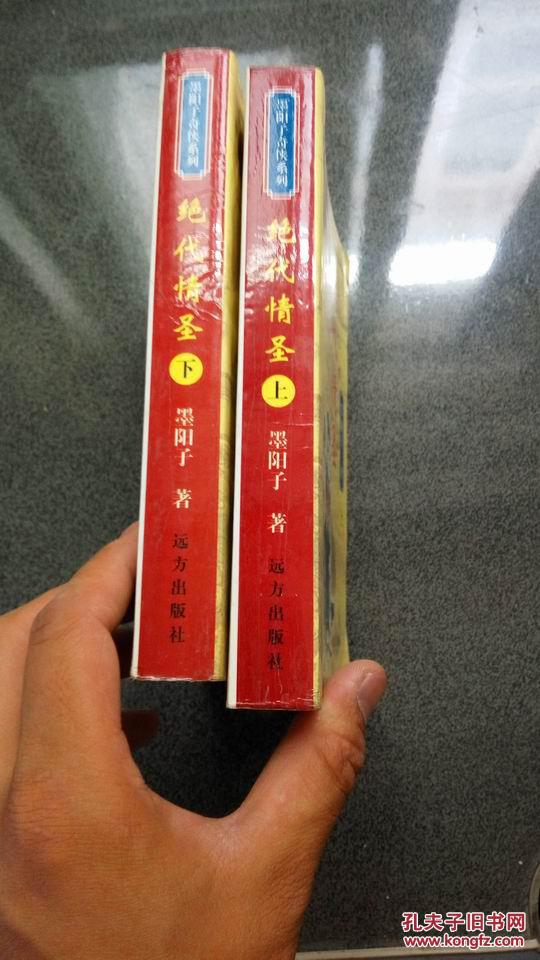 墨阳子奇侠系列
绝代情圣
下
墨阳子 著
远方出版社
墨阳子奇侠系列
绝代情圣
上
墨阳子 著
远方出版社
孔夫子旧书网
www.kongfz.com